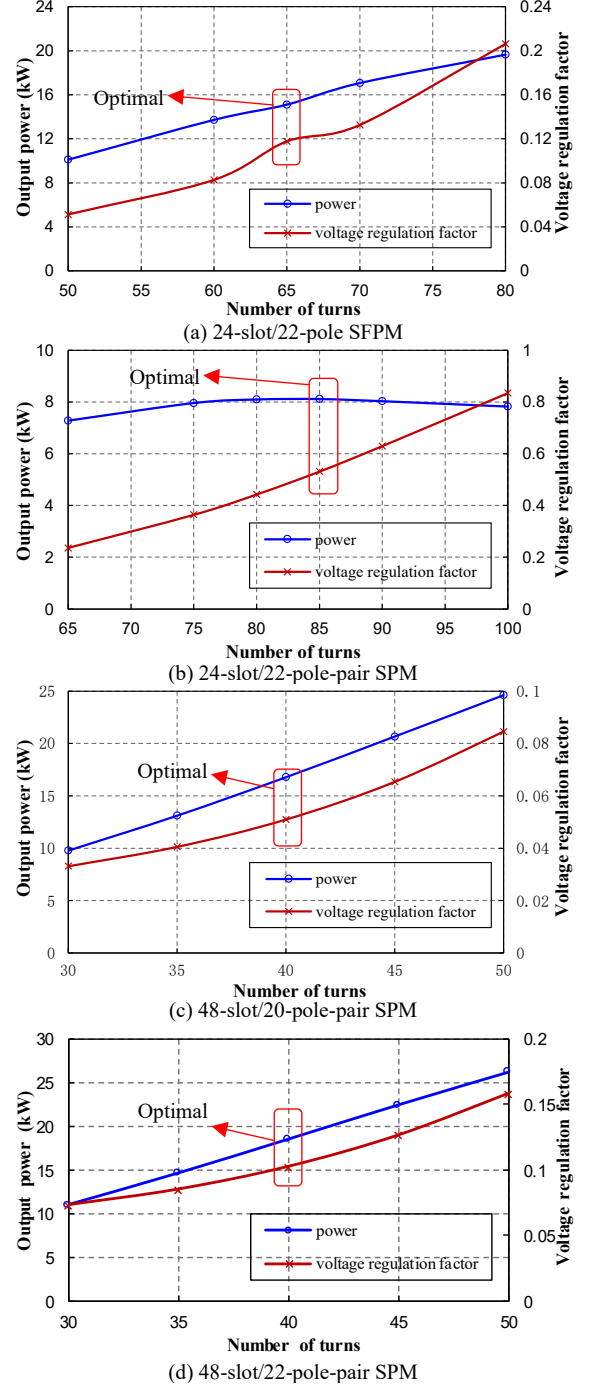 24 0.24
20 0.2
16 0.16
12 0.12
8 0.08
4 0.04
0 0
Output power (kW)
Voltage regulation factor
Optimal
power
voltage regulation factor
50 55 60 65 70 75 80
Number of turns
(a) 24-slot/22-pole SFPM
10 1
8 0.8
6 0.6
4 0.4
2 0.2
0 0
Output power (kW)
Voltage regulation factor
Optimal
power
voltage regulation factor
65 70 75 80 85 90 95 100
Number of turns
(b) 24-slot/22-pole-pair SPM
25 0.1
20 0.08
15 0.06
10 0.04
5 0.02
0 0
Output power (kW)
Voltage regulation factor
Optimal
power
voltage regulation factor
30 35 40 45 50
Number of turns
(c) 48-slot/20-pole-pair SPM
30 0.2
25
20 0.15
15 0.1
10
5 0.05
0 0
Output power (kW)
Voltage regulation factor
Optimal
power
voltage regulation factor
30 35 40 45 50
Number of turns
(d) 48-slot/22-pole-pair SPM